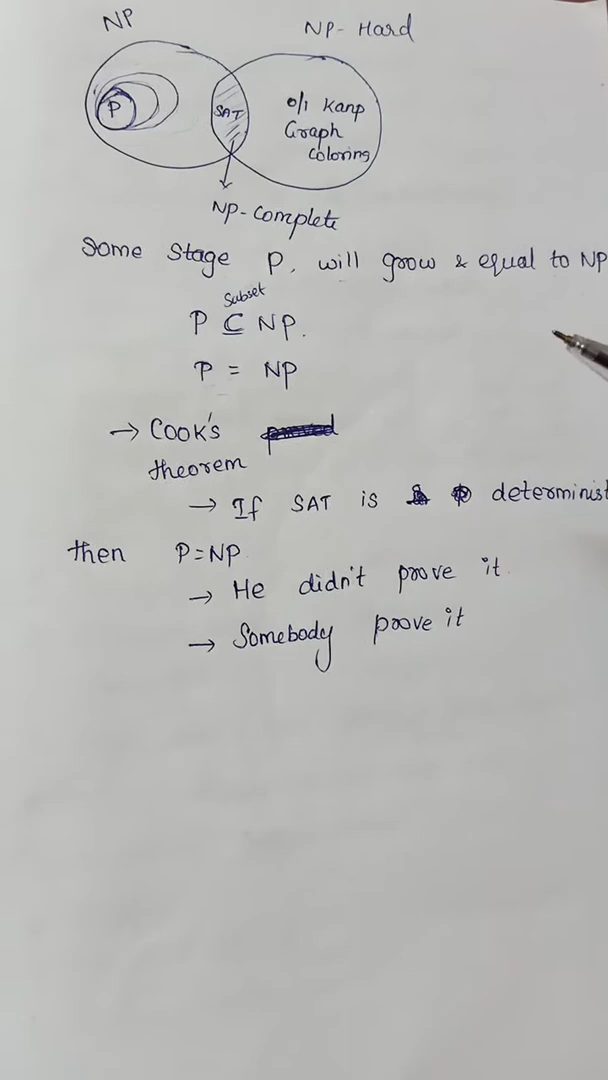 NP
NP-Hard
P
SAT
0/1 Kanp
Graph
coloring
NP-Complete
Some Stage P. will grow & equal to NP
Subset
P ⊆ NP.
P = NP
→ Cook's
theorem
→ If SAT is determinist
then P=NP
→ He didn't prove it.
→ Somebody prove it